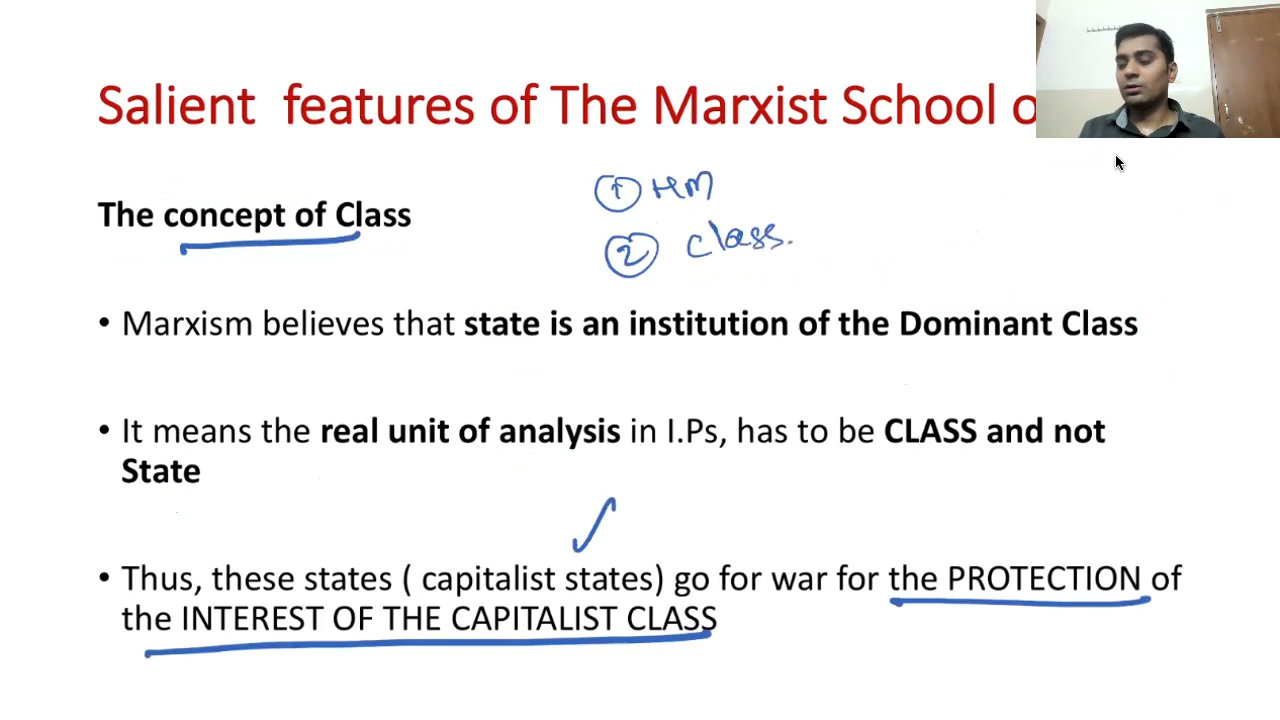 Salient features of The Marxist School o
① HM
The concept of Class
② class.
• Marxism believes that state is an institution of the Dominant Class
• It means the real unit of analysis in I.Ps, has to be CLASS and not
State
• Thus, these states ( capitalist states) go for war for the PROTECTION of
the INTEREST OF THE CAPITALIST CLASS